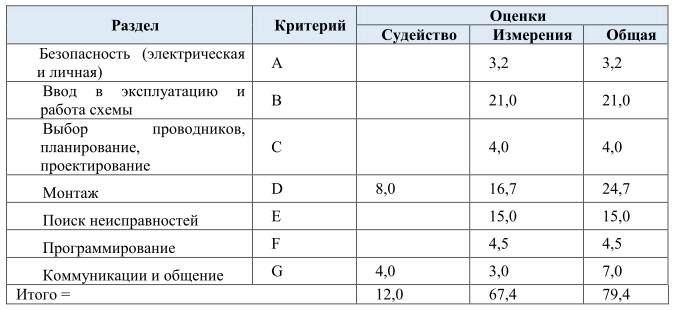 Раздел Критерий Оценки
Судейство Измерения Общая
Безопасность (электрическая
и личная) A 3,2 3,2
Ввод в эксплуатацию и
работа схемы B 21,0 21,0
Выбор проводников,
планирование,
проектирование C 4,0 4,0
Монтаж D 8,0 16,7 24,7
Поиск неисправностей E 15,0 15,0
Программирование F 4,5 4,5
Коммуникации и общение G 4,0 3,0 7,0
Итого = 12,0 67,4 79,4